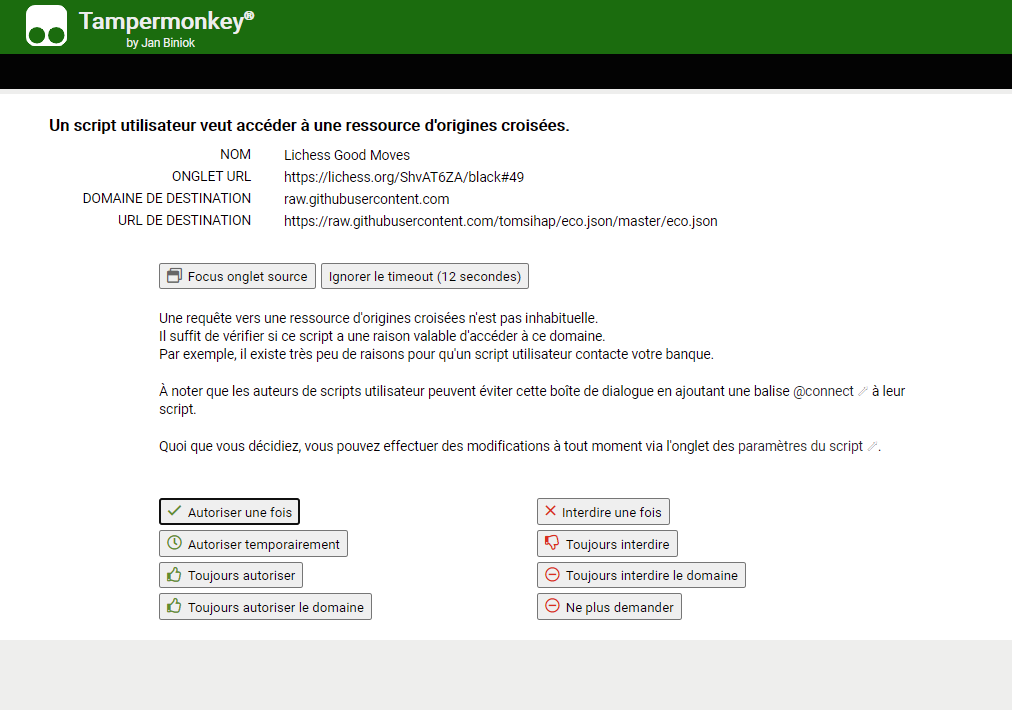 Tampermonkey®
by Jan Biniok
Un script utilisateur veut accéder à une ressource d'origines croisées.
NOM Lichess Good Moves
ONGLET URL https://lichess.org/ShvAT6ZA/black#49
DOMAINE DE DESTINATION raw.githubusercontent.com
URL DE DESTINATION https://raw.githubusercontent.com/tomsihap/eco.json/master/eco.json
Focus onglet source Ignorer le timeout (12 secondes)
Une requête vers une ressource d'origines croisées n'est pas inhabituelle.
Il suffit de vérifier si ce script a une raison valable d'accéder à ce domaine.
Par exemple, il existe très peu de raisons pour qu'un script utilisateur contacte votre banque.
À noter que les auteurs de scripts utilisateur peuvent éviter cette boîte de dialogue en ajoutant une balise @connect à leur
script.
Quoi que vous décidiez, vous pouvez effectuer des modifications à tout moment via l'onglet des paramètres du script .
Autoriser une fois Interdire une fois
Autoriser temporairement Toujours interdire
Toujours autoriser Toujours interdire le domaine
Toujours autoriser le domaine Ne plus demander